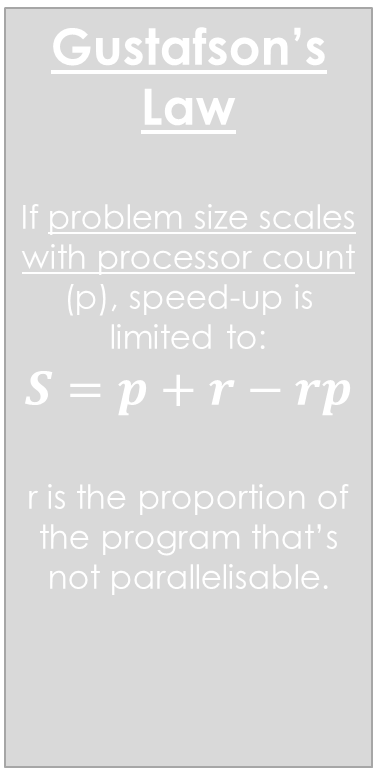 Gustafson’s
Law
If problem size scales
with processor count
(p), speed-up is
limited to:
S = p + r − rp
r is the proportion of
the program that’s
not parallelisable.